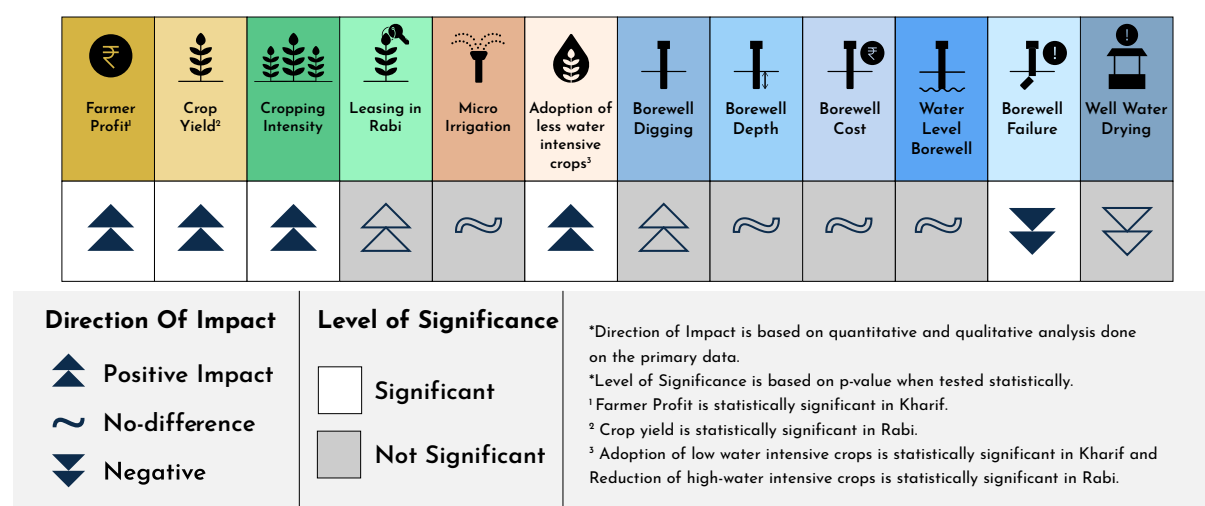 Farmer
Profit¹
Crop
Yield²
Cropping
Intensity
Leasing in
Rabi
Micro
Irrigation
Adoption of
less water
intensive
crops³
Borewell
Digging
Borewell
Depth
Borewell
Cost
Water
Level
Borewell
Borewell
Failure
Well Water
Drying
Direction Of Impact
Positive Impact
No-difference
Negative
Level of Significance
Significant
Not Significant
*Direction of Impact is based on quantitative and qualitative analysis done
on the primary data.
*Level of Significance is based on p-value when tested statistically.
¹ Farmer Profit is statistically significant in Kharif.
² Crop yield is statistically significant in Rabi.
³ Adoption of low water intensive crops is statistically significant in Kharif and
Reduction of high-water intensive crops is statistically significant in Rabi.